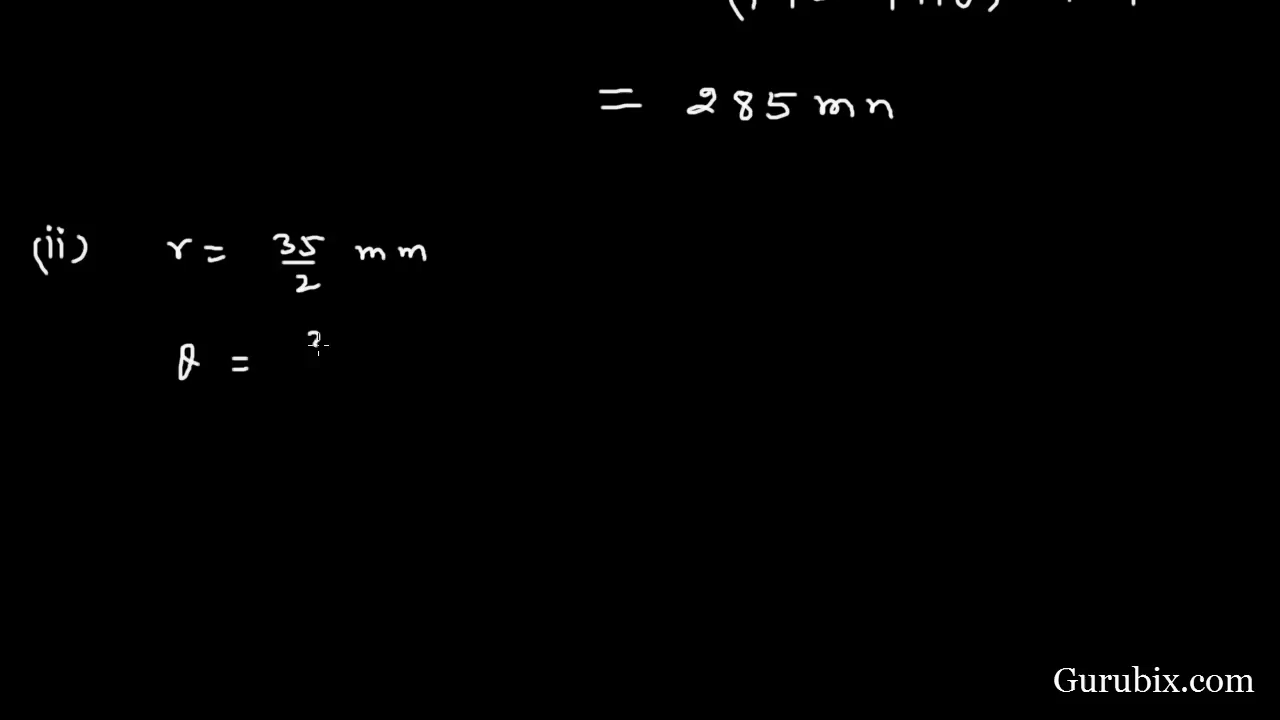 = 285 mn
(ii) r = 35/2 mm
θ =
Gurubix.com